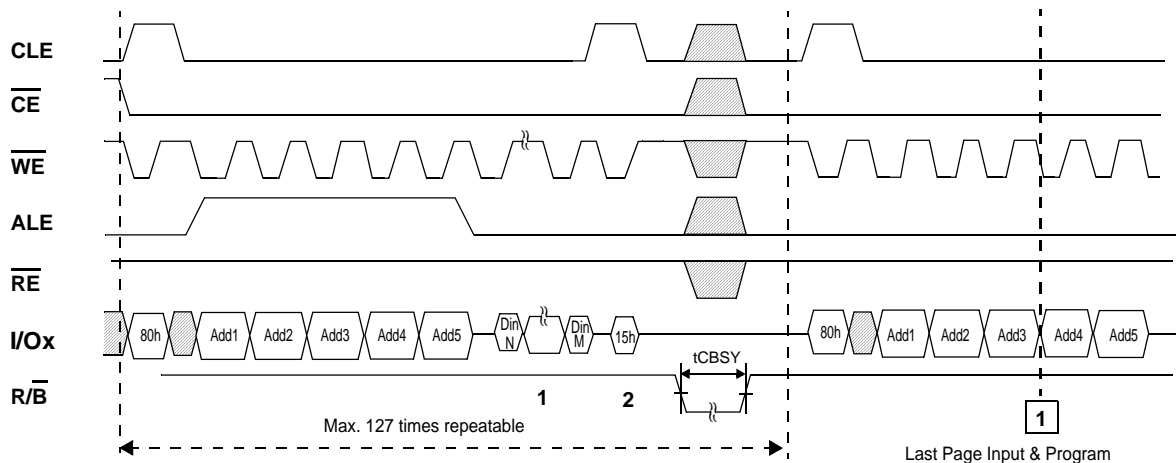 CLE
CE
WE
ALE
RE
I/Ox 80h Add1 Add2 Add3 Add4 Add5 Din N Din M 15h 80h Add1 Add2 Add3 Add4 Add5
tCBSY
R/B 1 2
Max. 127 times repeatable
1
Last Page Input & Program